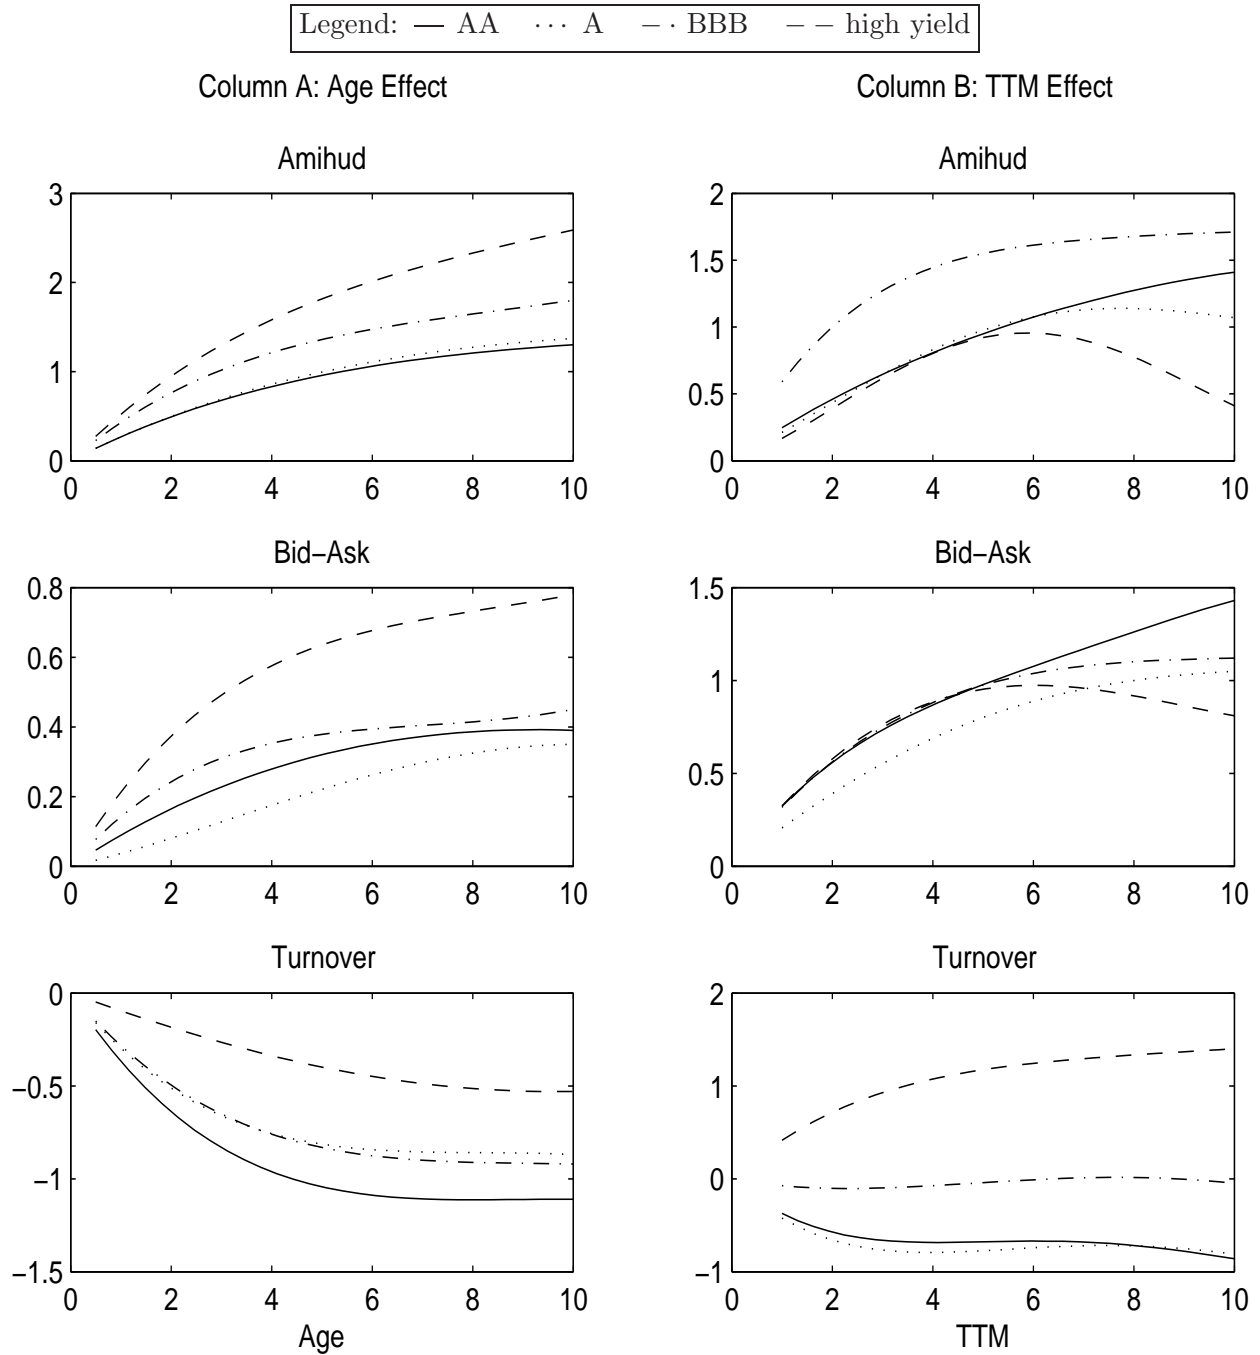 Legend: AA A BBB high yield
Column A: Age Effect
Column B: TTM Effect
Amihud
3
2
1
0
0 2 4 6 8 10
Amihud
2
1.5
1
0.5
0
0 2 4 6 8 10
Bid−Ask
0.8
0.6
0.4
0.2
0
0 2 4 6 8 10
Bid−Ask
1.5
1
0.5
0
0 2 4 6 8 10
Turnover
0
−0.5
−1
−1.5
0 2 4 6 8 10
Age
Turnover
2
1
0
−1
0 2 4 6 8 10
TTM